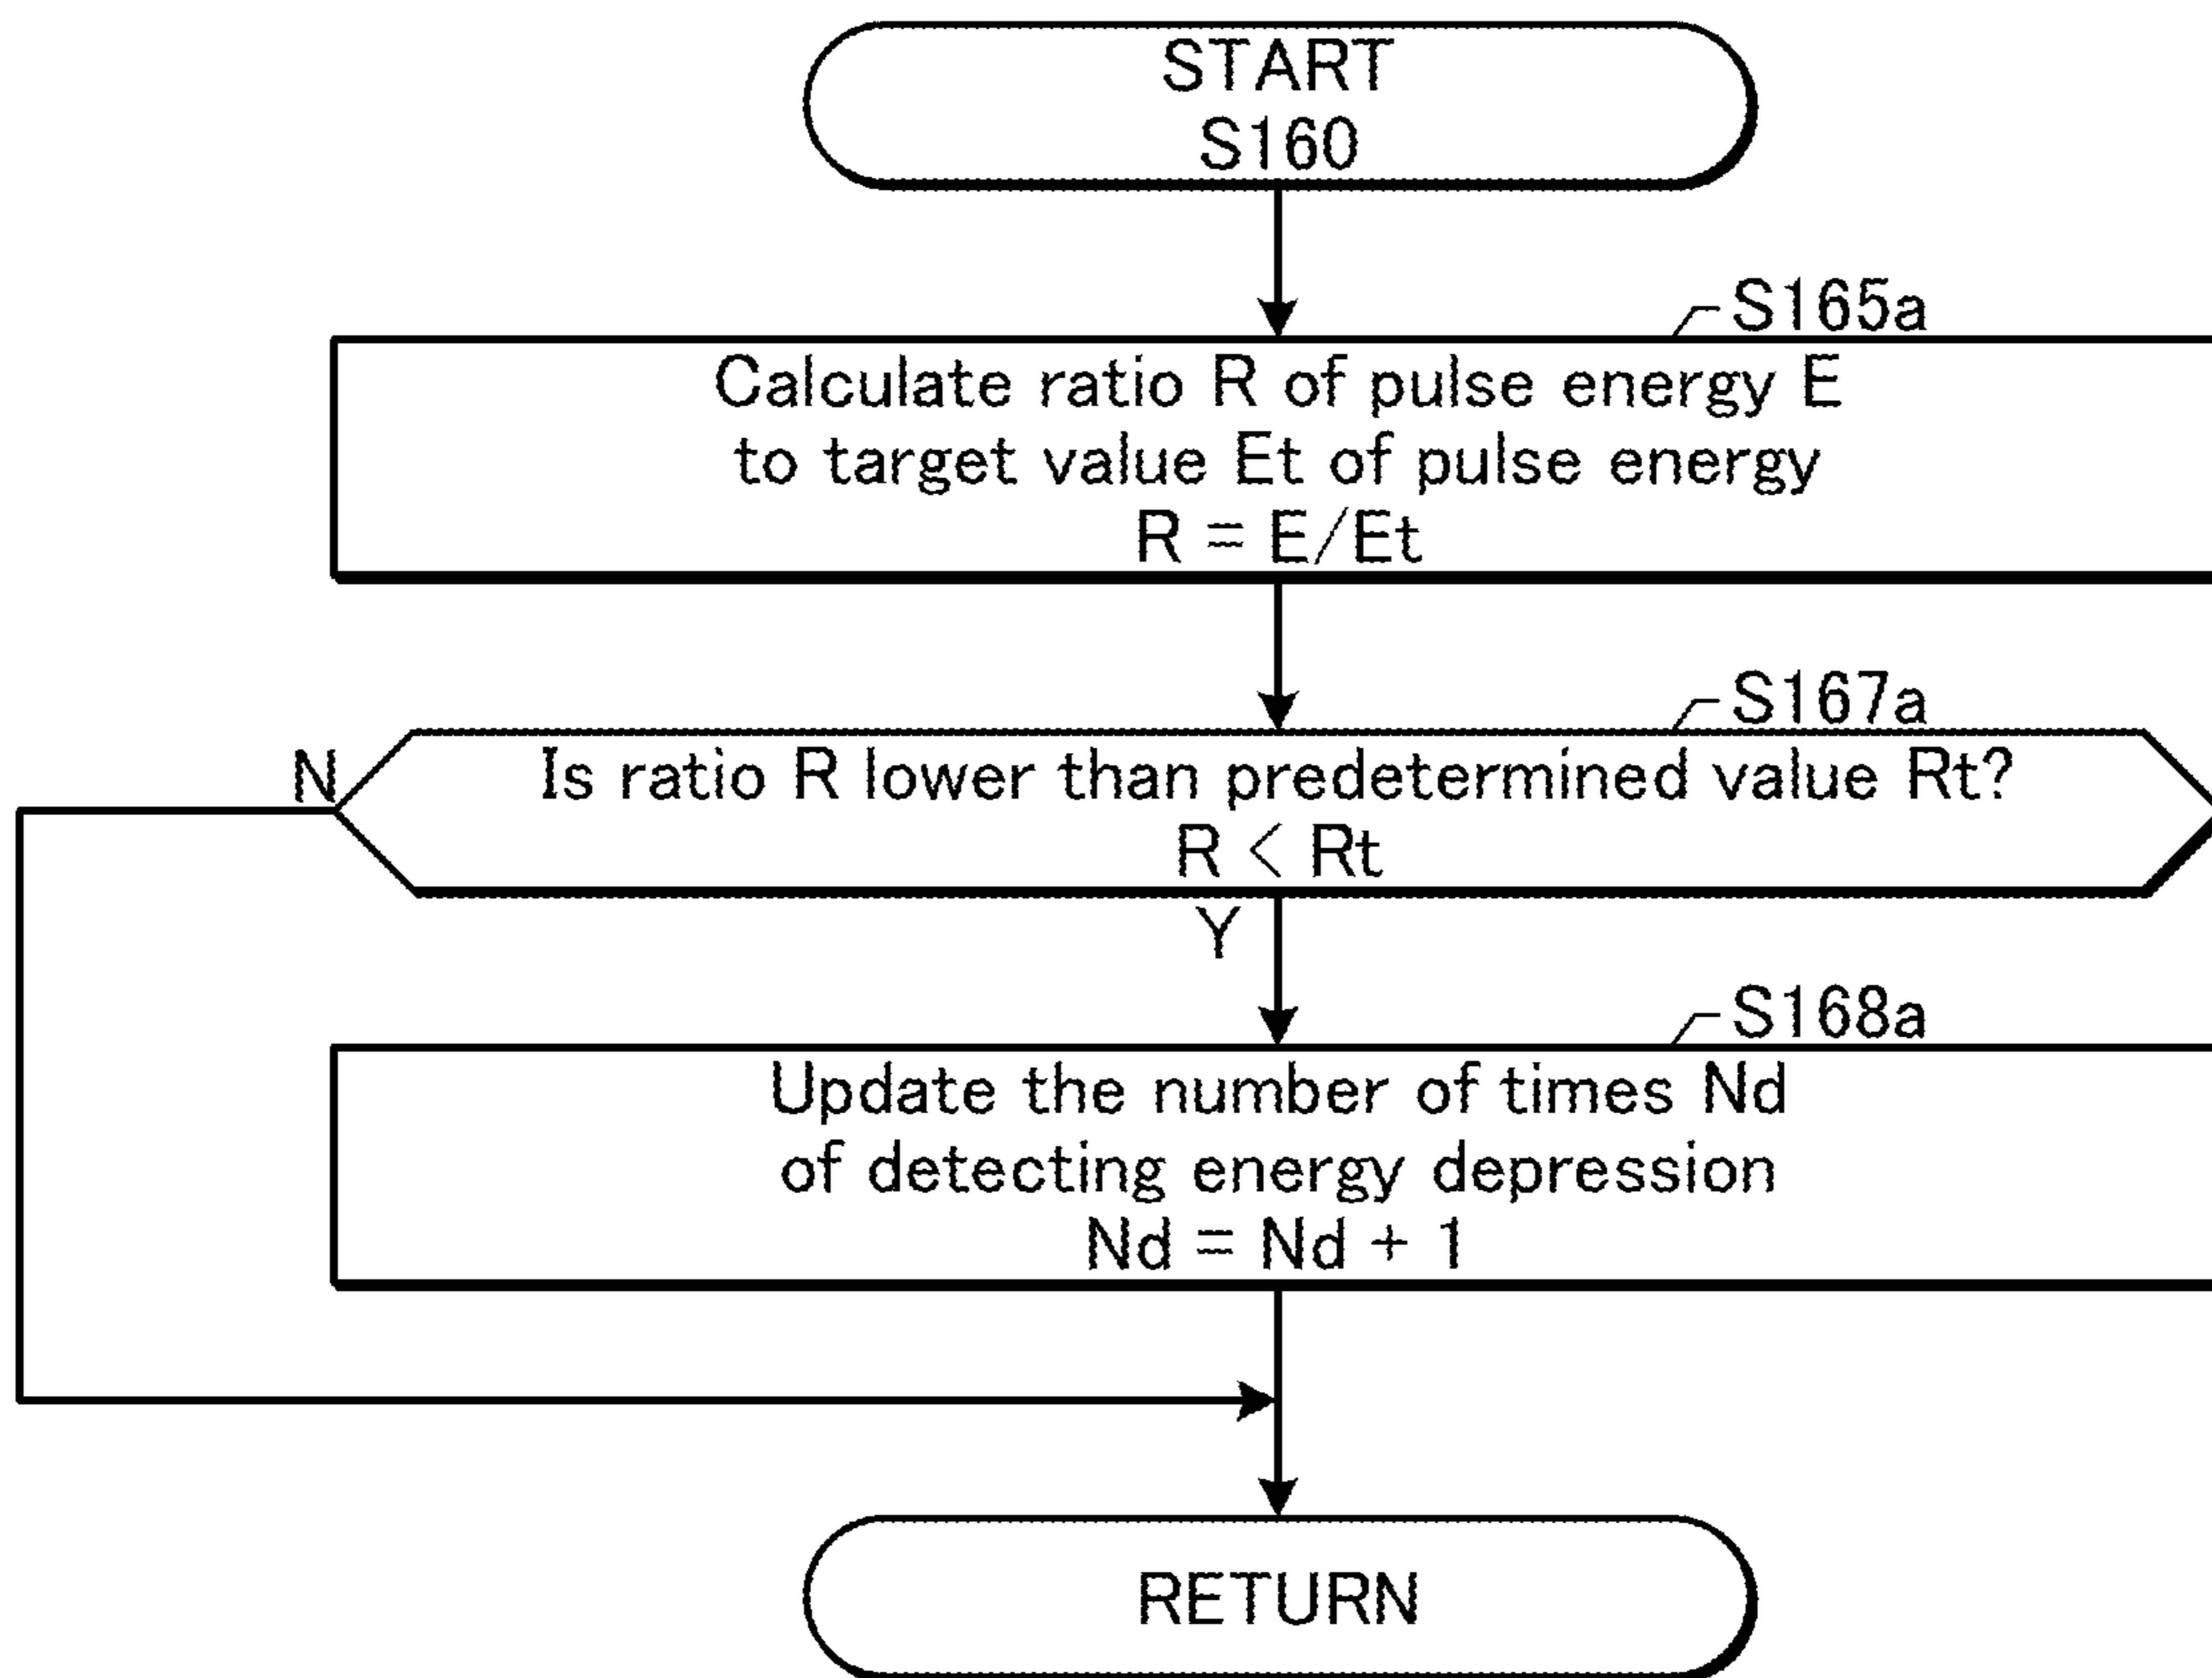 START
S160
S165a
Calculate ratio R of pulse energy E
to target value Et of pulse energy
R = E/Et
S167a
N
Is ratio R lower than predetermined value Rt?
R < Rt
Y
S168a
Update the number of times Nd
of detecting energy depression
Nd = Nd + 1
RETURN